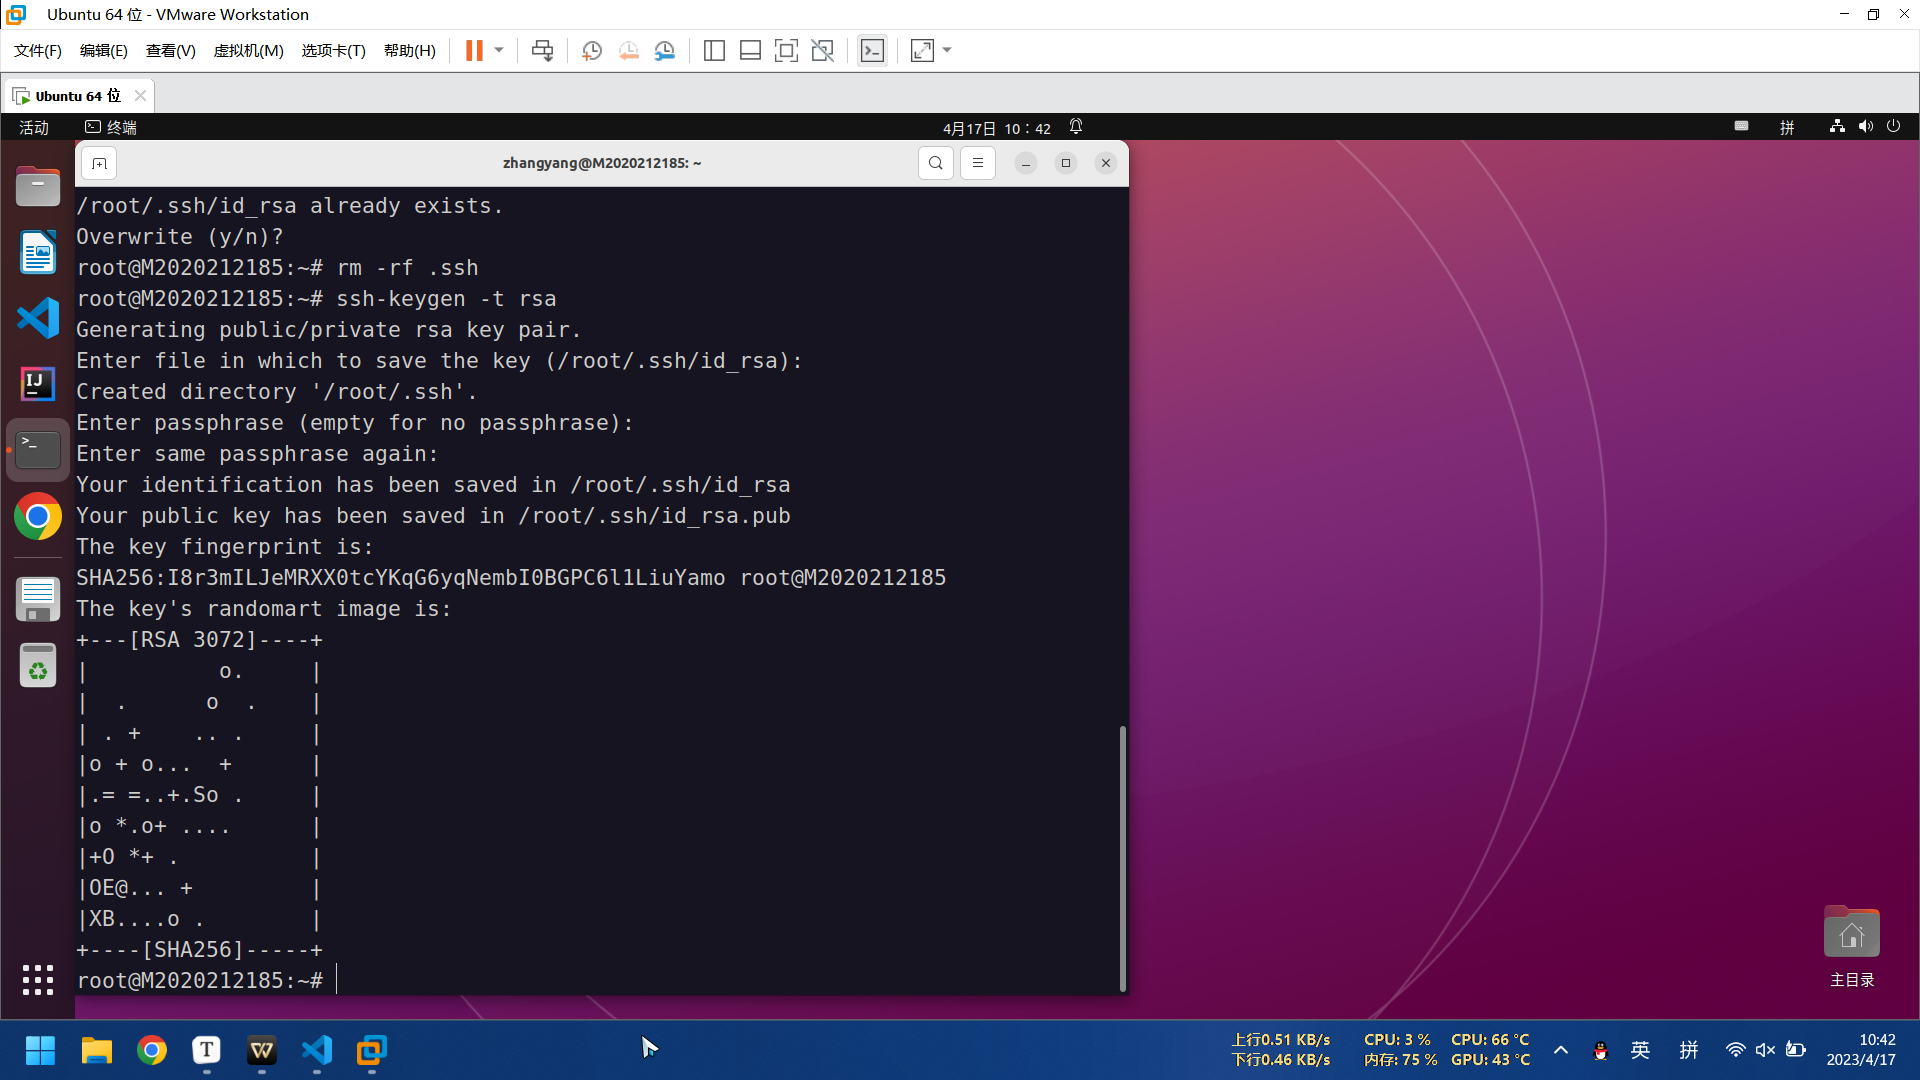 Ubuntu 64 位 - VMware Workstation
文件(F) 编辑(E) 查看(V) 虚拟机(M) 选项卡(T) 帮助(H)
Ubuntu 64 位
活动 终端 4月17日 10：42 拼
zhangyang@M2020212185: ~
/root/.ssh/id_rsa already exists.
Overwrite (y/n)?
root@M2020212185:~# rm -rf .ssh
root@M2020212185:~# ssh-keygen -t rsa
Generating public/private rsa key pair.
Enter file in which to save the key (/root/.ssh/id_rsa):
Created directory '/root/.ssh'.
Enter passphrase (empty for no passphrase):
Enter same passphrase again:
Your identification has been saved in /root/.ssh/id_rsa
Your public key has been saved in /root/.ssh/id_rsa.pub
The key fingerprint is:
SHA256:I8r3mILJeMRXX0tcYKqG6yqNembI0BGPC6l1LiuYamo root@M2020212185
The key's randomart image is:
+---[RSA 3072]----+
|          o.     |
|  .      o  .    |
| . +    .. .     |
|o + o...  +      |
|.= =..+.So .     |
|o *.o+ ....      |
|+O *+ .          |
|OE@... +         |
|XB....o .        |
+----[SHA256]-----+
root@M2020212185:~#
主目录
上行0.51 KB/s CPU: 3 % CPU: 66 °C
下行0.46 KB/s 内存: 75 % GPU: 43 °C
英 拼
10:42
2023/4/17